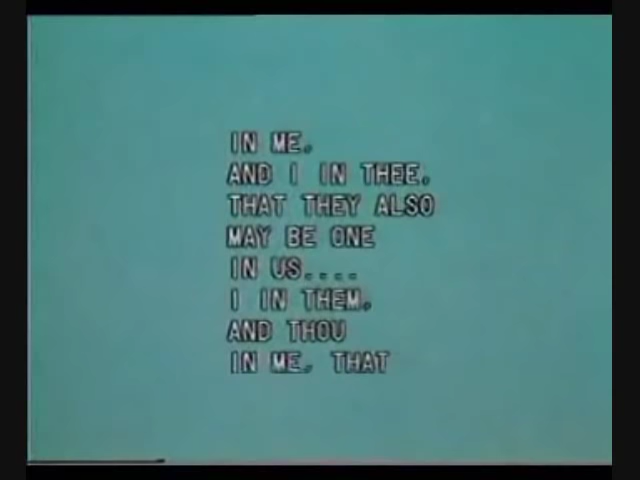 IN ME,
AND I IN THEE,
THAT THEY ALSO
MAY BE ONE
IN US....
I IN THEM,
AND THOU
IN ME, THAT